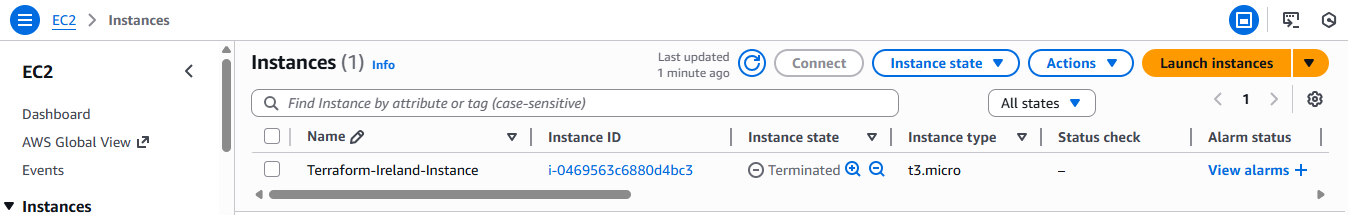 EC2 > Instances
EC2
Dashboard
AWS Global View
Events
Instances
Instances (1) Info
Last updated
1 minute ago
Connect
Instance state
Actions
Launch instances
Find Instance by attribute or tag (case-sensitive)
All states
1
Name Instance ID Instance state Instance type Status check Alarm status
Terraform-Ireland-Instance i-0469563c6880d4bc3 Terminated t3.micro – View alarms +